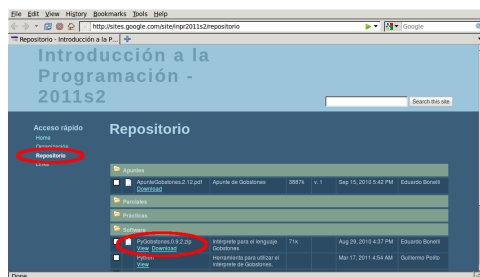 File Edit View History Bookmarks Tools Help
http://sites.google.com/site/inpr2011s2/repositorio
Google
Repositorio - Introducción a la P...
Introducción a la
Programación -
2011s2
Search this site
Acceso rápido
Home
Organización
Repositorio
Repositorio
Apuntes
ApunteGobstones.2.12.pdf Apunte de Gobstones 3887k v. 1 Sep 15, 2010 5:42 PM Eduardo Bonelli
Download
Parciales
Prácticas
Software
PyGobstones.0.9.2.zip Intérprete para el lenguaje 71k Aug 29, 2010 4:37 PM Eduardo Bonelli
View Download Gobstones
Python Herramienta para utilizar el Mar 17, 2011 4:54 AM Guillermo Polito
View intérprete de Gobstones.
Done